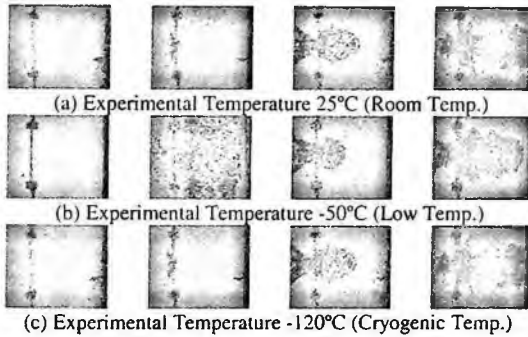 (a) Experimental Temperature 25°C (Room Temp.)
(b) Experimental Temperature -50°C (Low Temp.)
(c) Experimental Temperature -120°C (Cryogenic Temp.)